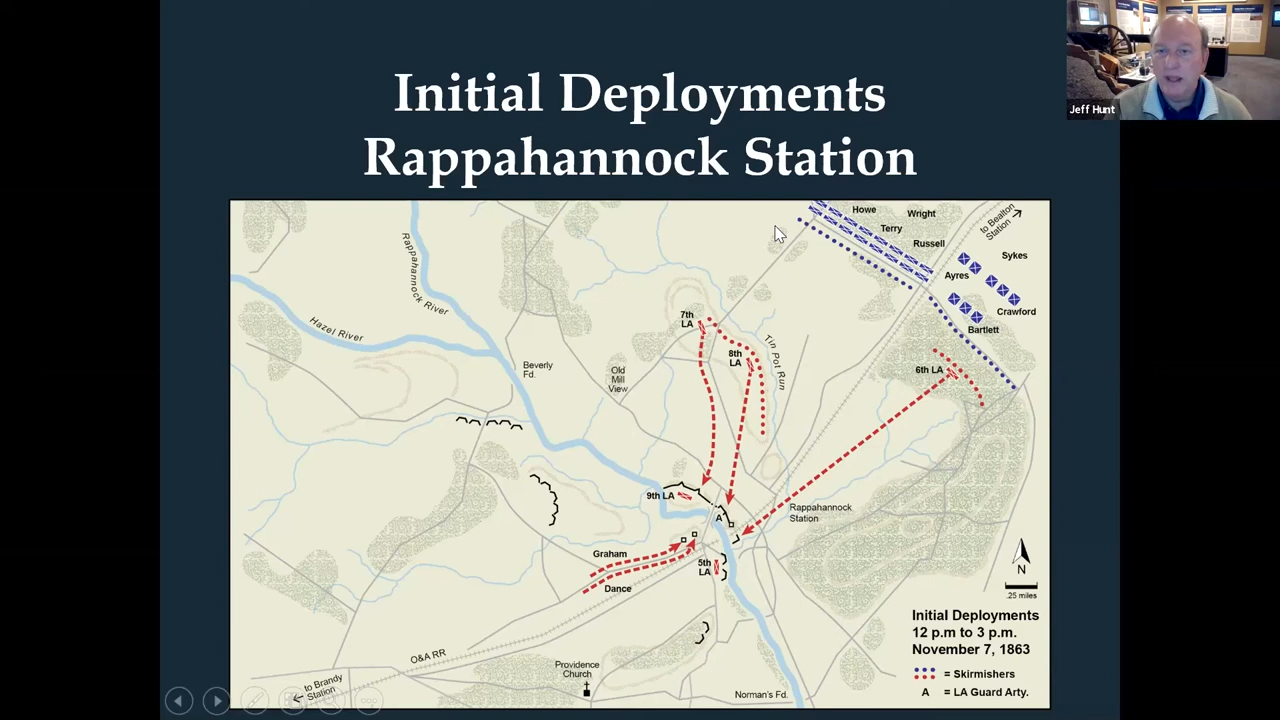 Initial Deployments
Rappahannock Station
Jeff Hunt
Howe
Wright
Terry
Russell
to Bealton
Station
Sykes
Ayres
Crawford
Bartlett
Rappahannock River
Hazel River
7th
LA
8th
LA
Tin Pot Run
6th LA
Beverly
Fd.
Old
Mill
View
9th LA
A
Rappahannock
Station
Graham
Dance
5th
LA
N
.25 miles
O&A RR
to Brandy
Station
Providence
Church
Norman's Fd.
Initial Deployments
12 p.m to 3 p.m.
November 7, 1863
= Skirmishers
A = LA Guard Arty.